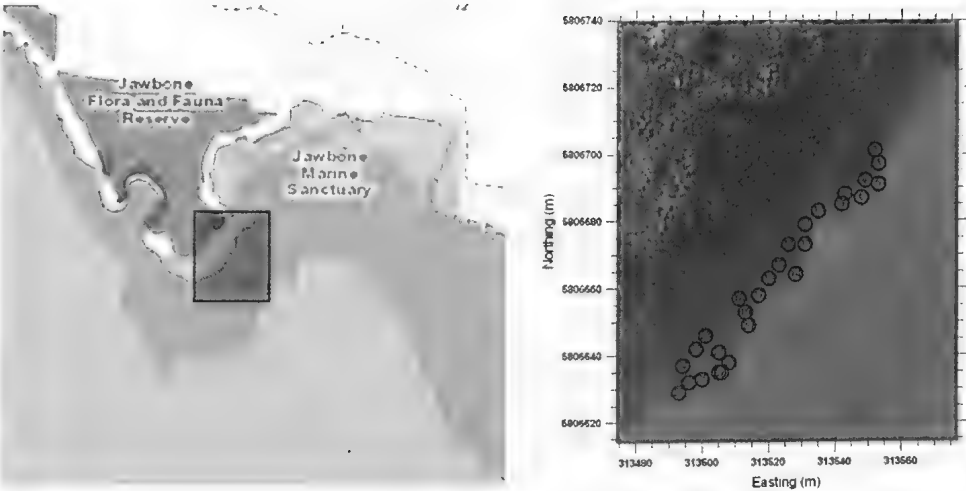 Jawbone
Flora and Fauna
Reserve
Jawbone
Marine
Sanctuary
Northing (m)
5806740
5806720
5806700
5806680
5806660
5806640
5806620
313480
313500
313520
313540
313560
Easting (m)